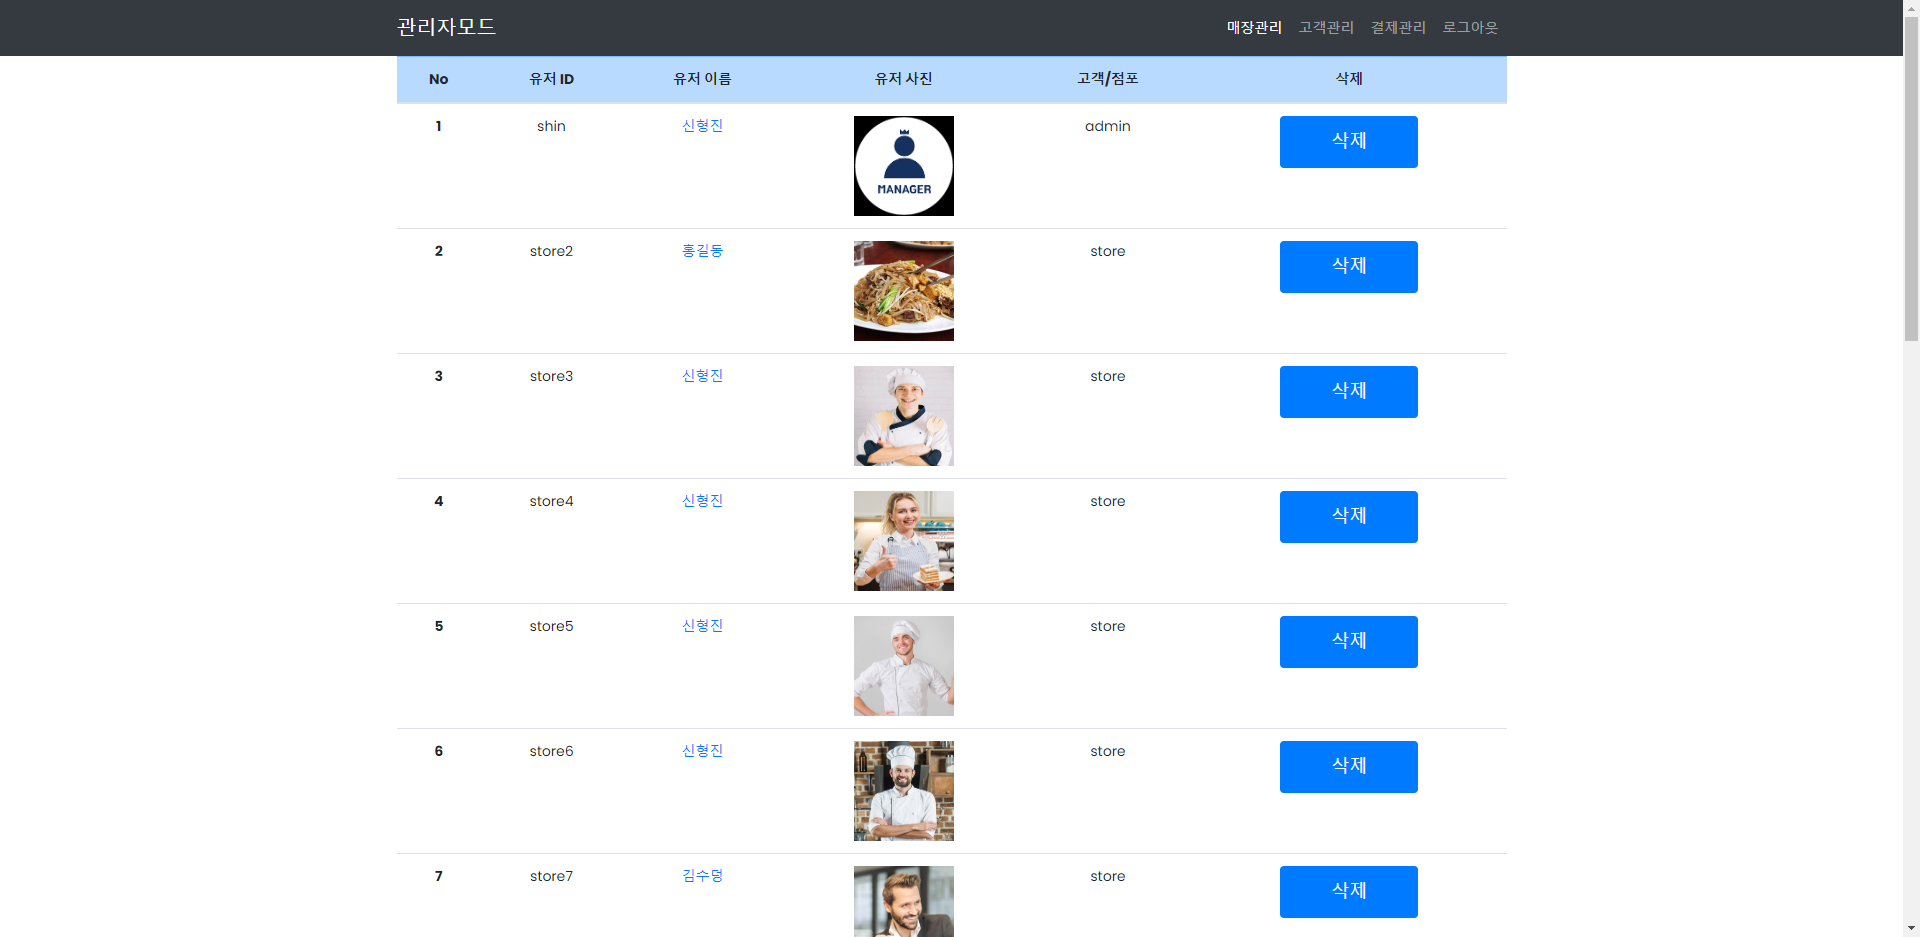 관리자모드 매장관리 고객관리 결제관리 로그아웃
No 유저 ID 유저 이름 유저 사진 고객/점포 삭제
1 shin 신형진 MANAGER admin 삭제
2 store2 홍길동 store 삭제
3 store3 신형진 store 삭제
4 store4 신형진 store 삭제
5 store5 신형진 store 삭제
6 store6 신형진 store 삭제
7 store7 김수덩 store 삭제